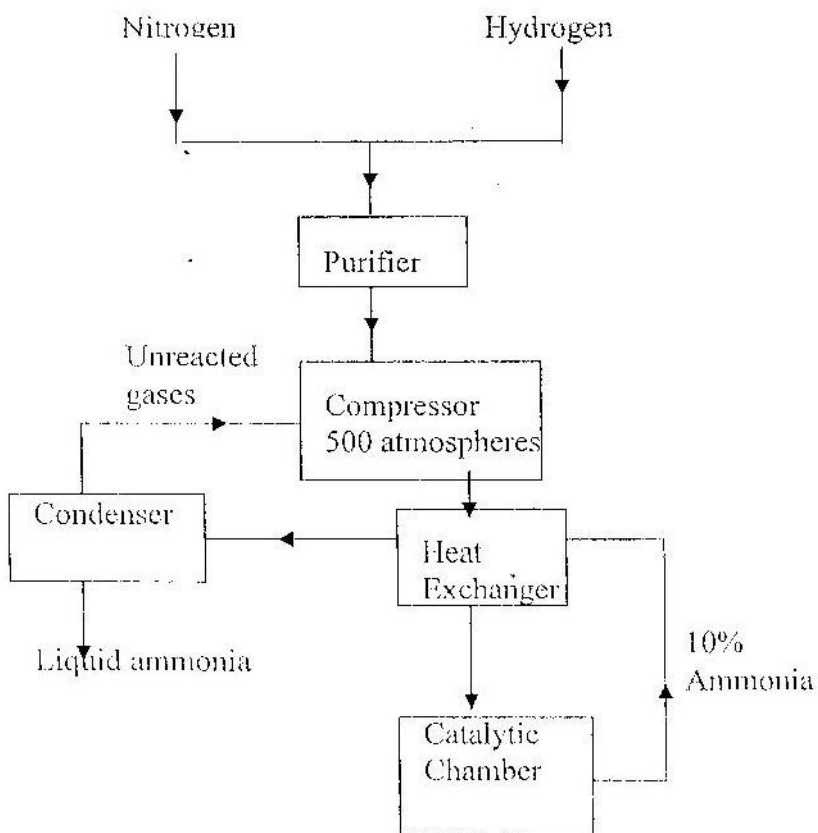 Nitrogen
Hydrogen
Purifier
Unreacted
gases
Compressor
500 atmospheres
Condenser
Heat
Exchanger
Liquid ammonia
10%
Ammonia
Catalytic
Chamber